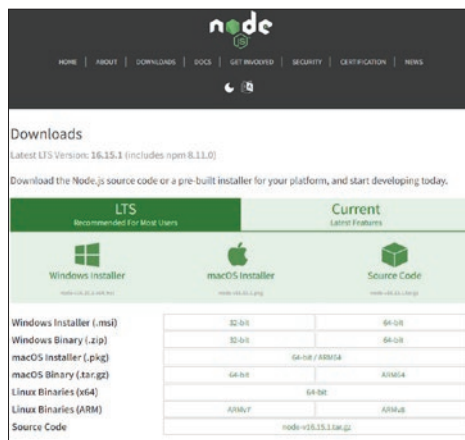 node
JS
HOME | ABOUT | DOWNLOADS | DOCS | GET INVOLVED | SECURITY | CERTIFICATION | NEWS
Downloads
Latest LTS Version: 16.15.1 (includes npm 8.11.0)
Download the Node.js source code or a pre-built installer for your platform, and start developing today.
LTS
Recommended For Most Users
Current
Latest Features
Windows Installer
macOS Installer
Source Code
Windows Installer (.msi) 32-bit 64-bit
Windows Binary (.zip) 32-bit 64-bit
macOS Installer (.pkg) 64-bit / ARM64
macOS Binary (.tar.gz) 64-bit ARM64
Linux Binaries (x64) 64-bit
Linux Binaries (ARM) ARMv7 ARMv8
Source Code node-v16.15.1.tar.gz